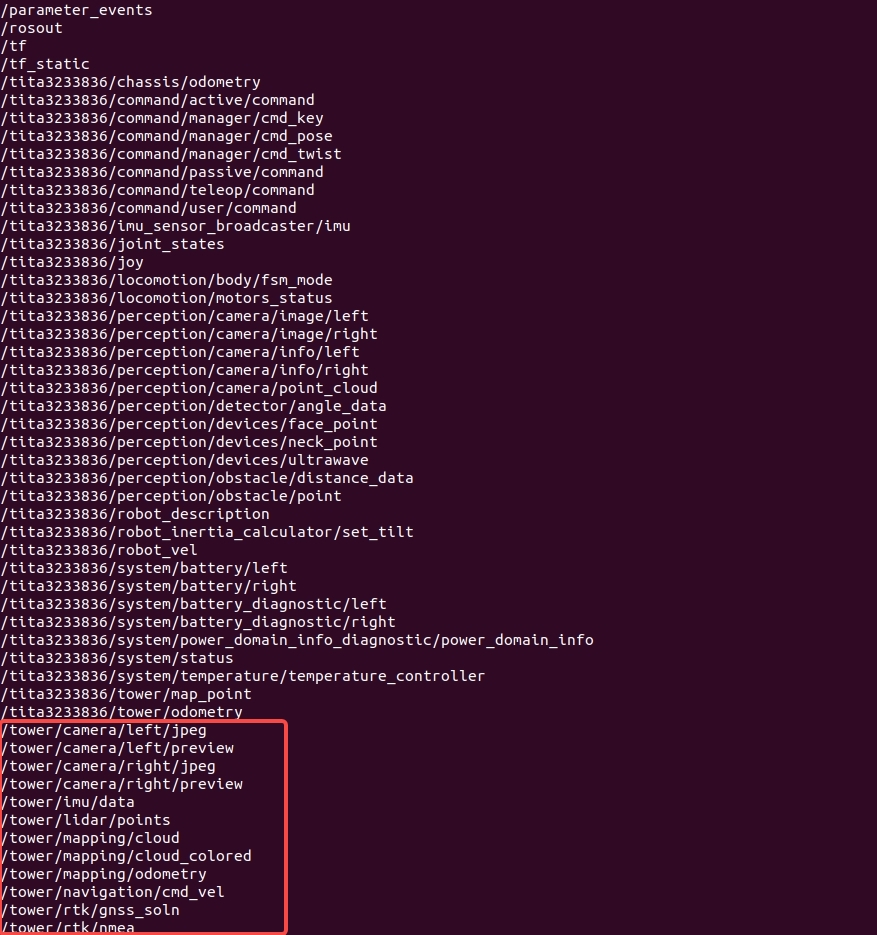 /parameter_events
/rosout
/tf
/tf_static
/tita3233836/chassis/odometry
/tita3233836/command/active/command
/tita3233836/command/manager/cmd_key
/tita3233836/command/manager/cmd_pose
/tita3233836/command/manager/cmd_twist
/tita3233836/command/passive/command
/tita3233836/command/teleop/command
/tita3233836/command/user/command
/tita3233836/imu_sensor_broadcaster/imu
/tita3233836/joint_states
/tita3233836/joy
/tita3233836/locomotion/body/fsm_mode
/tita3233836/locomotion/motors_status
/tita3233836/perception/camera/image/left
/tita3233836/perception/camera/image/right
/tita3233836/perception/camera/info/left
/tita3233836/perception/camera/info/right
/tita3233836/perception/camera/point_cloud
/tita3233836/perception/detector/angle_data
/tita3233836/perception/devices/face_point
/tita3233836/perception/devices/neck_point
/tita3233836/perception/devices/ultrawave
/tita3233836/perception/obstacle/distance_data
/tita3233836/perception/obstacle/point
/tita3233836/robot_description
/tita3233836/robot_inertia_calculator/set_tilt
/tita3233836/robot_vel
/tita3233836/system/battery/left
/tita3233836/system/battery/right
/tita3233836/system/battery_diagnostic/left
/tita3233836/system/battery_diagnostic/right
/tita3233836/system/power_domain_info_diagnostic/power_domain_info
/tita3233836/system/status
/tita3233836/system/temperature/temperature_controller
/tita3233836/tower/map_point
/tita3233836/tower/odometry
/tower/camera/left/jpeg
/tower/camera/left/preview
/tower/camera/right/jpeg
/tower/camera/right/preview
/tower/imu/data
/tower/lidar/points
/tower/mapping/cloud
/tower/mapping/cloud_colored
/tower/mapping/odometry
/tower/navigation/cmd_vel
/tower/rtk/gnss_soln
/tower/rtk/nmea